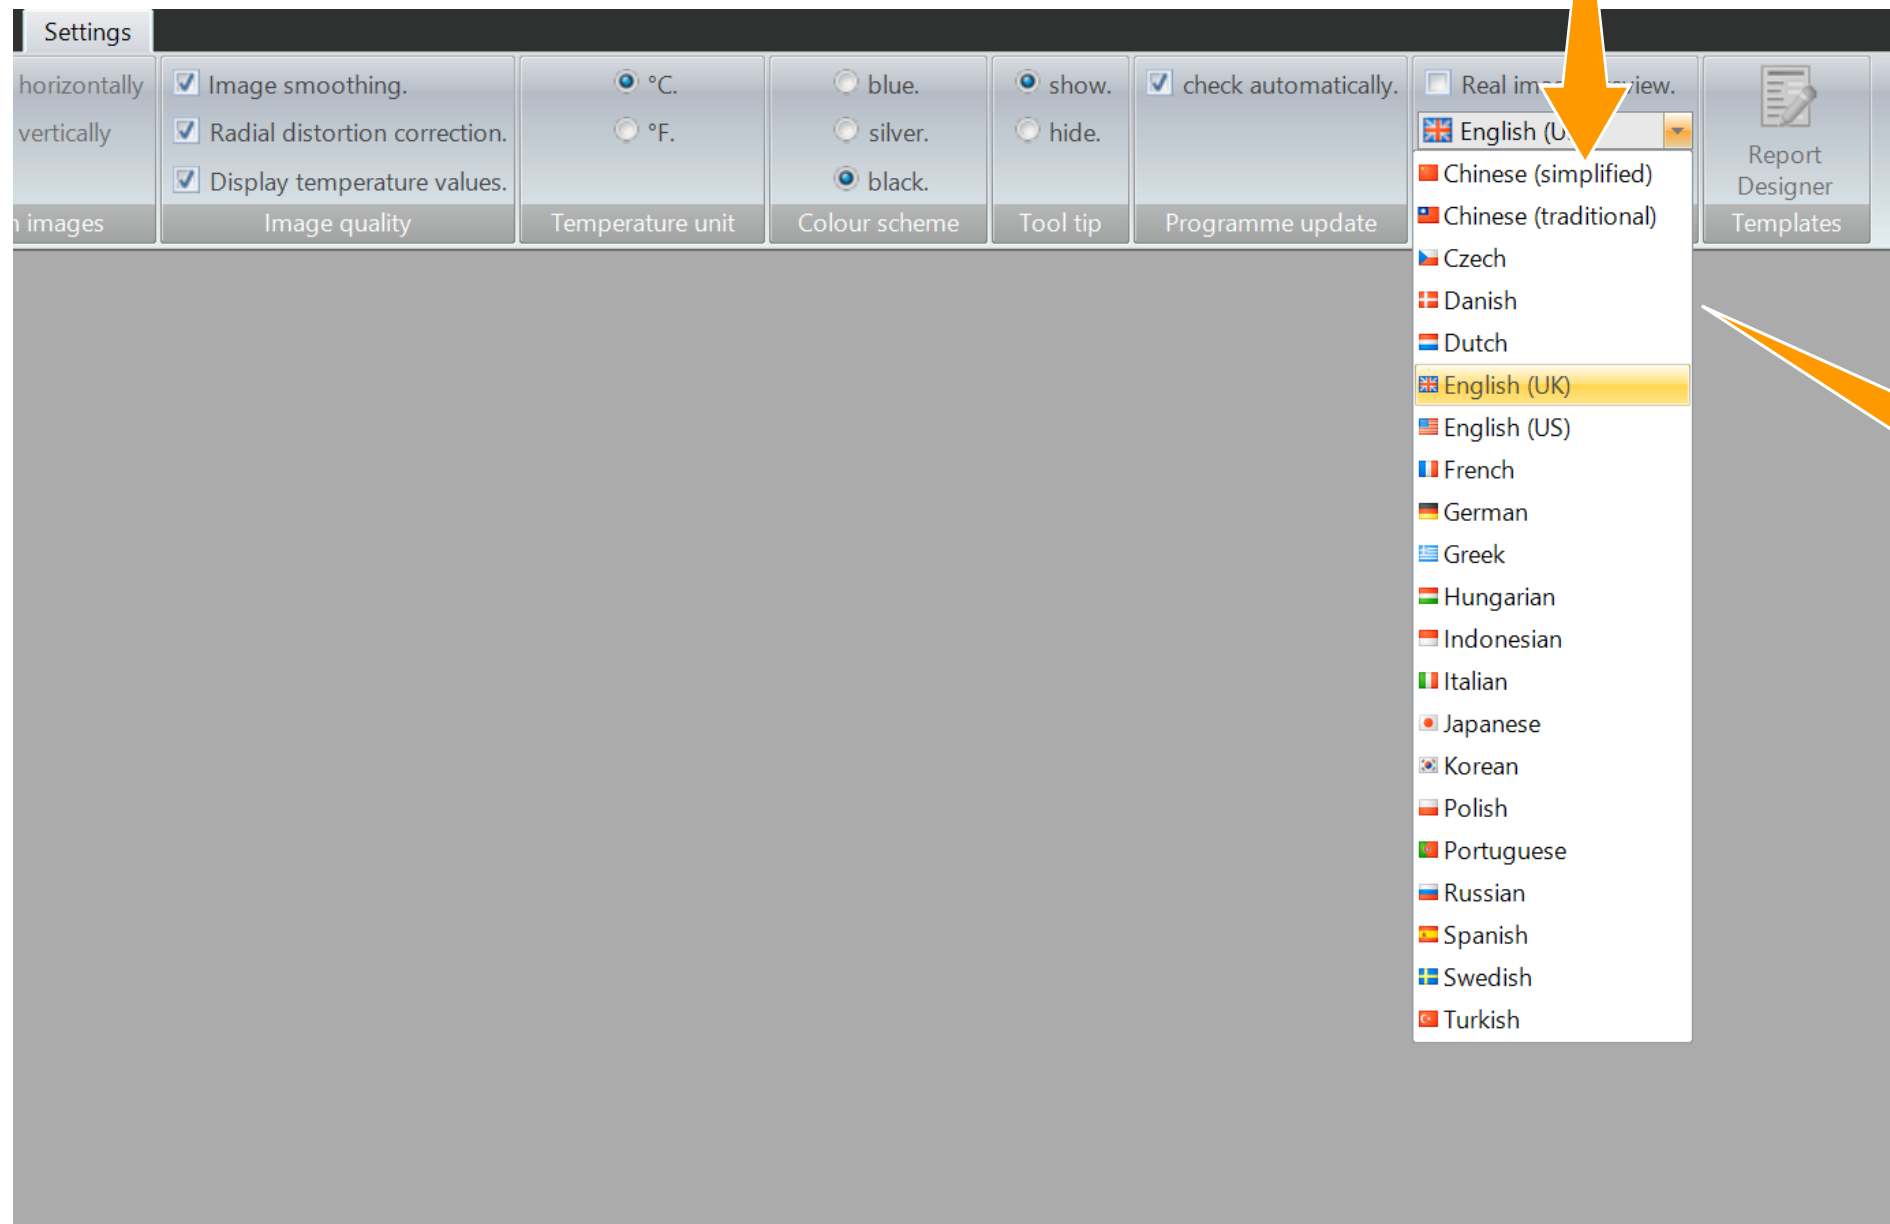 Settings
horizontally
vertically
images
Image smoothing.
Radial distortion correction.
Display temperature values.
Image quality
°C.
°F.
Temperature unit
blue.
silver.
black.
Colour scheme
show.
hide.
Tool tip
check automatically.
Programme update
Real
English
Chinese (simplified)
Chinese (traditional)
Czech
Danish
Dutch
English (UK)
English (US)
French
German
Greek
Hungarian
Indonesian
Italian
Japanese
Korean
Polish
Portuguese
Russian
Spanish
Swedish
Turkish
Report
Designer
Templates